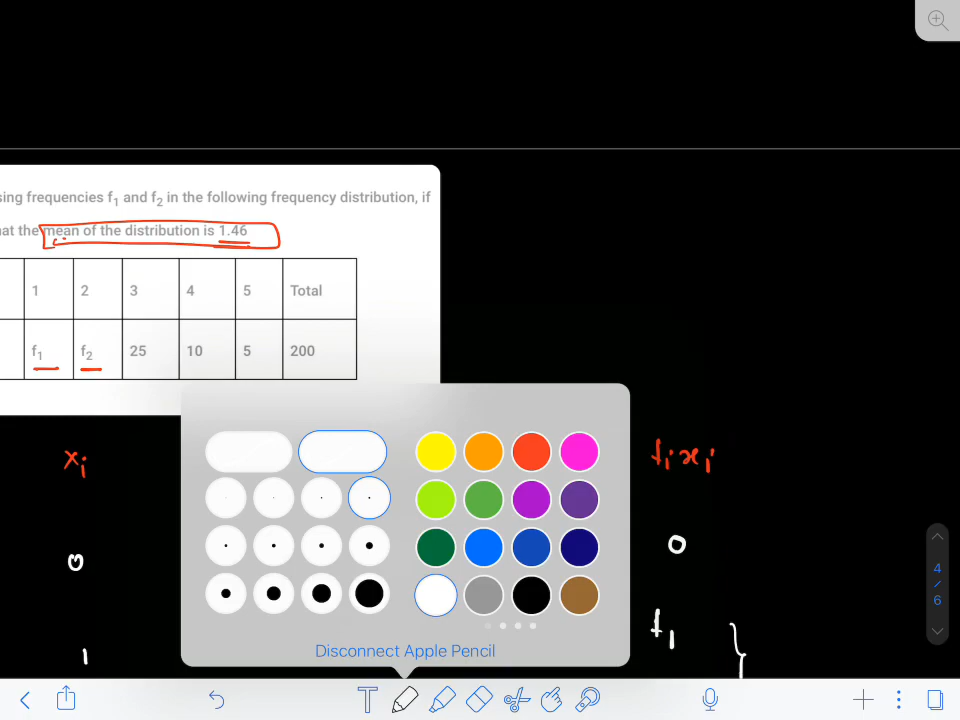 sing frequencies f1 and f2 in the following frequency distribution, if
at the mean of the distribution is 1.46
1 2 3 4 5 Total
f1 f2 25 10 5 200
xi fixi
0 0
1 f1 }
4
6
Disconnect Apple Pencil
T